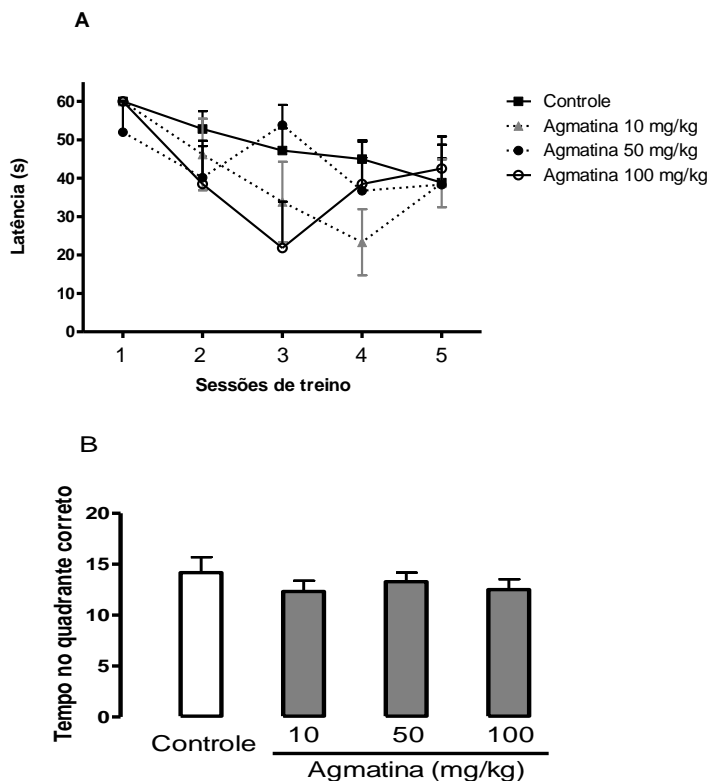 A
Latência (s)
60
50
40
30
20
10
0
1 2 3 4 5
Sessões de treino
Controle
Agmatina 10 mg/kg
Agmatina 50 mg/kg
Agmatina 100 mg/kg
B
Tempo no quadrante correto
20
15
10
5
0
Controle
10 50 100
Agmatina (mg/kg)